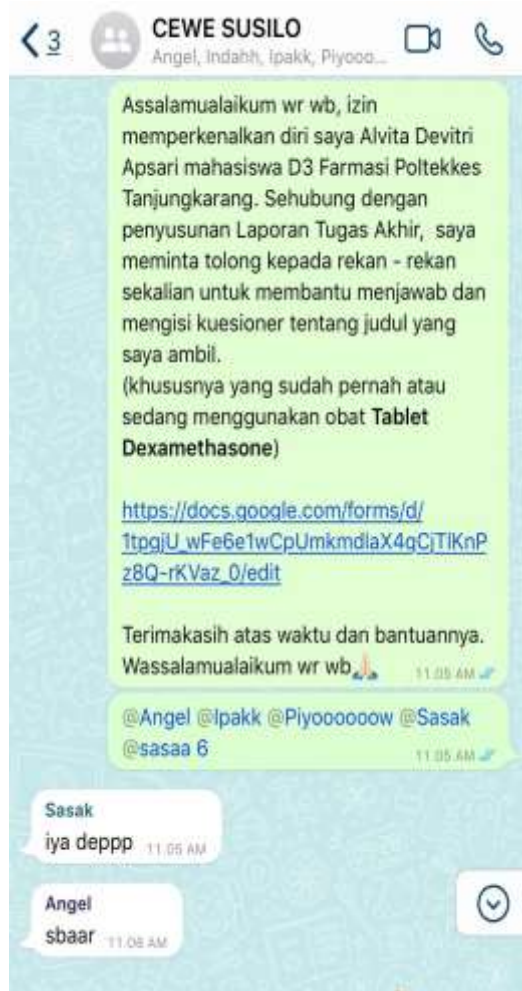 3
CEWE SUSILO
Angel, Indahh, Ipakk, Piyooo...
Assalamualaikum wr wb, izin
memperkenalkan diri saya Alvita Devitri
Apsari mahasiswa D3 Farmasi Poltekkes
Tanjungkarang. Sehubung dengan
penyusunan Laporan Tugas Akhir, saya
meminta tolong kepada rekan - rekan
sekalian untuk membantu menjawab dan
mengisi kuesioner tentang judul yang
saya ambil.
(khususnya yang sudah pernah atau
sedang menggunakan obat Tablet
Dexamethasone)
https://docs.google.com/forms/d/
z8Q-rKVaz_0/edit
Terimakasih atas waktu dan bantuannya.
Wassalamualaikum wr wb🙏🏻 11.05 AM
@Angel @Ipakk @Piyoooooow @Sasak
@sasaa 6 11.05 AM
Sasak
iya deppp 11.05 AM
Angel
sbaar 11.06 AM